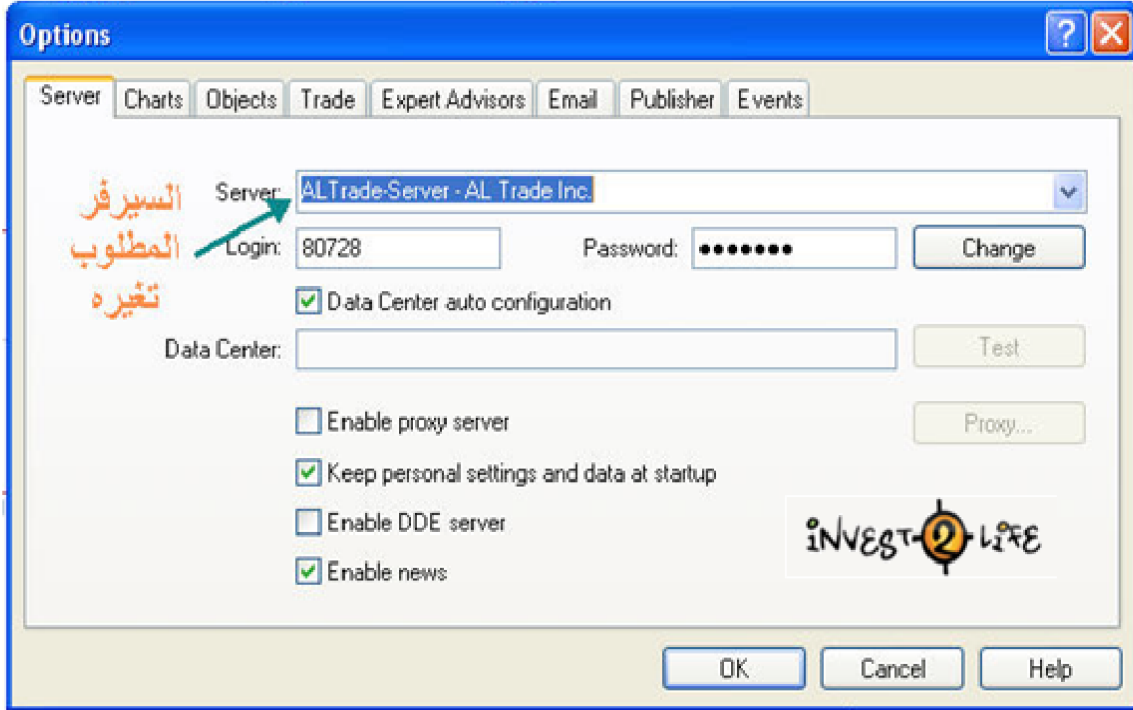 Options
Server Charts Objects Trade Expert Advisors Email Publisher Events
السيرفر
المطلوب
تغيره
Server: ALTrade-Server - AL Trade Inc.
Login: 80728 Password: ●●●●●●● Change
Data Center auto configuration
Data Center: Test
Enable proxy server Proxy...
Keep personal settings and data at startup
Enable DDE server
iNVEST-2-LiFE
Enable news
OK Cancel Help